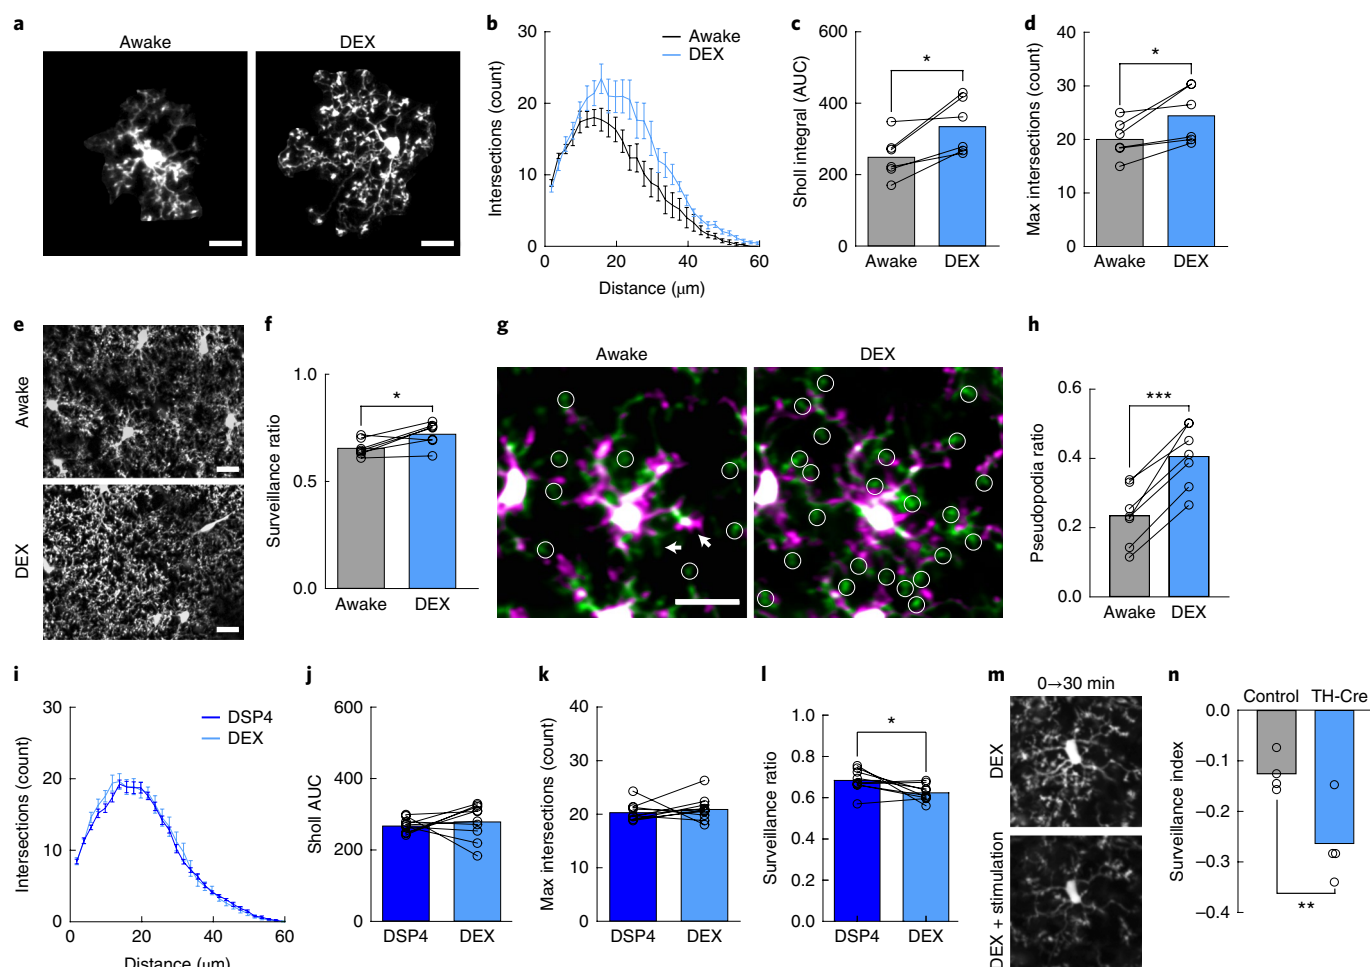 a
Awake
DEX
b
Intersections (count)
30
20
10
0
0
20
40
60
Distance (μm)
Awake
DEX
c
Sholl integral (AUC)
600
400
200
0
*
Awake
DEX
d
Max intersections (count)
40
30
20
10
0
*
Awake
DEX
e
Awake
DEX
f
Surveillance ratio
1.0
0.5
0.0
*
Awake
DEX
g
Awake
DEX
h
Pseudopodia ratio
0.6
0.4
0.2
0.0
***
Awake
DEX
i
Intersections (count)
30
20
10
0
0
20
40
60
Distance (μm)
DSP4
DEX
j
Sholl AUC
600
400
200
0
DSP4
DEX
k
Max intersections (count)
40
30
20
10
0
DSP4
DEX
l
Surveillance ratio
1.0
0.8
0.6
0.4
0.2
0.0
*
DSP4
DEX
m
0→30 min
DEX
DEX + stimulation
n
Control
TH-Cre
Surveillance index
0.0
−0.1
−0.2
−0.3
−0.4
**